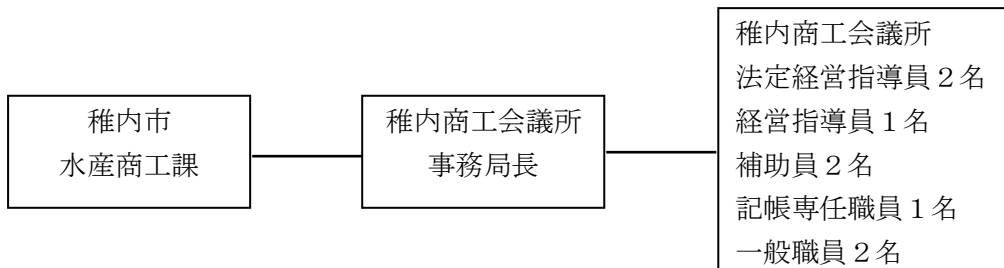 稚内市
水産商工課
稚内商工会議所
事務局長
稚内商工会議所
法定経営指導員２名
経営指導員１名
補助員２名
記帳専任職員１名
一般職員２名